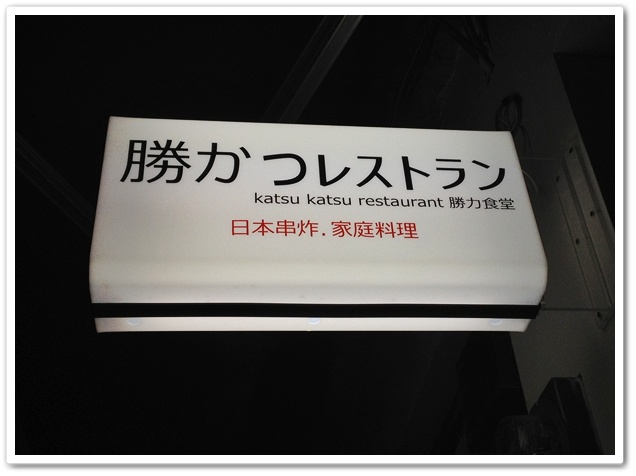 勝かつレストラン
katsu katsu restaurant 勝力食堂
日本串炸.家庭料理